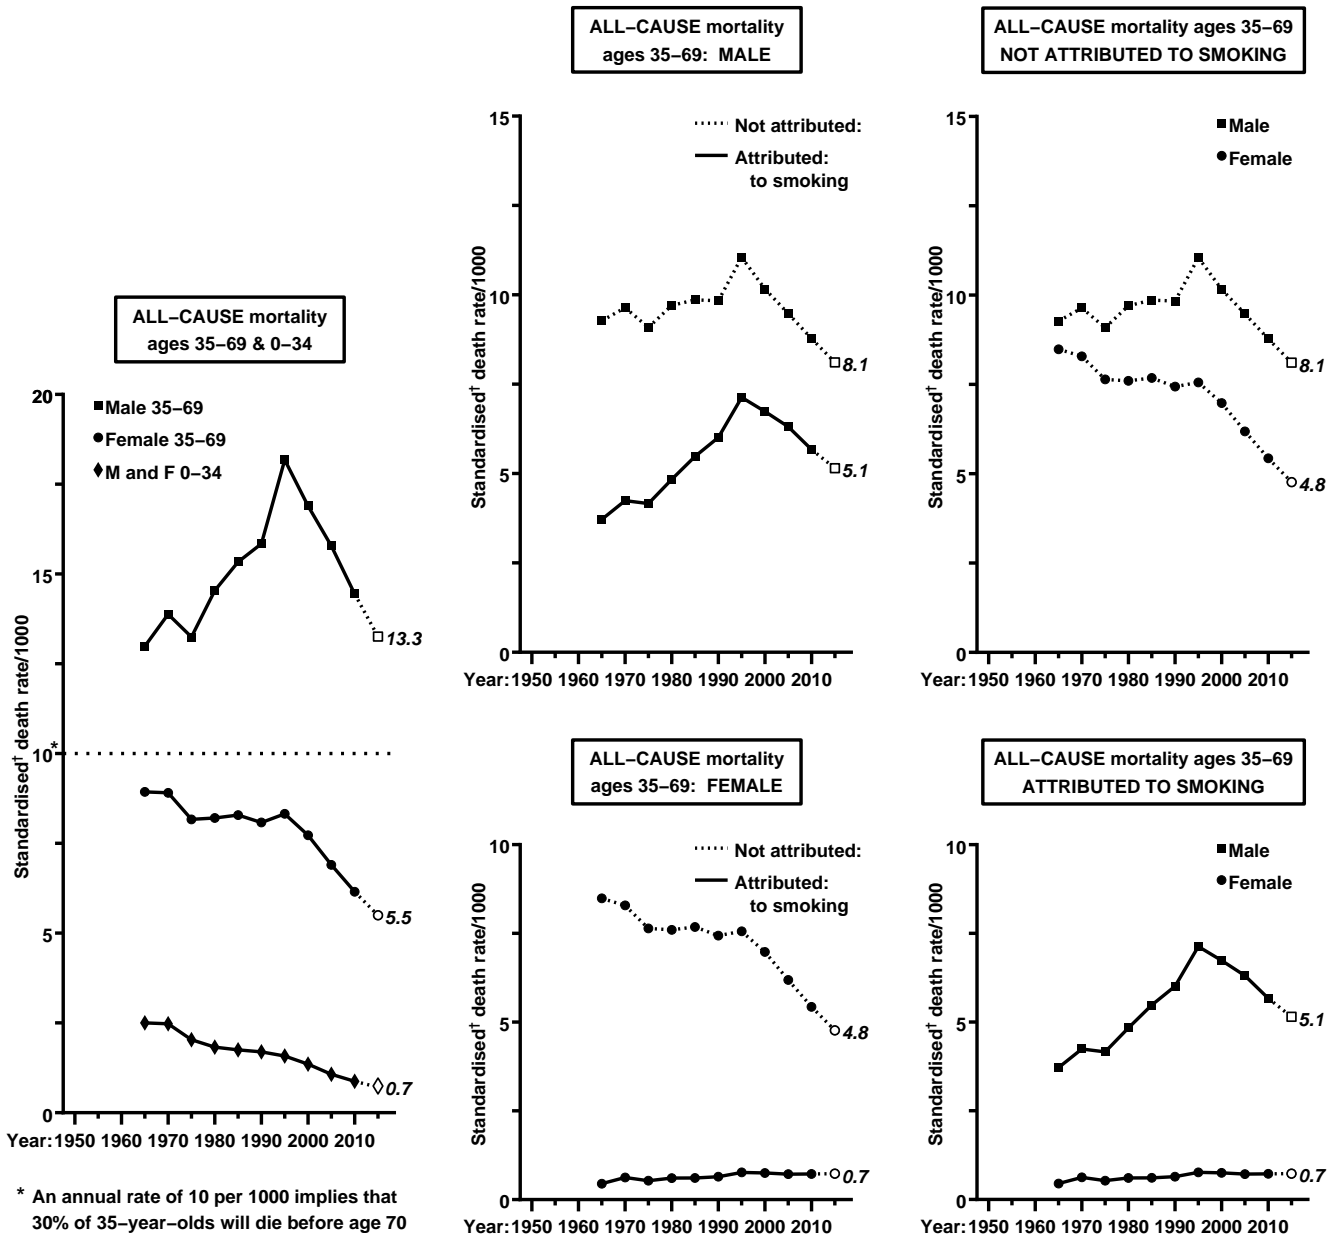 ALL–CAUSE mortality
ages 35–69 & 0–34
20
15
10*
5
0
Standardised† death rate/1000
Male 35–69
Female 35–69
M and F 0–34
13.3
5.5
0.7
Year: 1950 1960 1970 1980 1990 2000 2010
* An annual rate of 10 per 1000 implies that
30% of 35–year–olds will die before age 70
ALL–CAUSE mortality
ages 35–69: MALE
15
10
5
0
Standardised† death rate/1000
Not attributed:
Attributed:
to smoking
8.1
5.1
Year: 1950 1960 1970 1980 1990 2000 2010
ALL–CAUSE mortality ages 35–69
NOT ATTRIBUTED TO SMOKING
15
10
5
0
Standardised† death rate/1000
Male
Female
8.1
4.8
Year: 1950 1960 1970 1980 1990 2000 2010
ALL–CAUSE mortality
ages 35–69: FEMALE
10
5
0
Standardised† death rate/1000
Not attributed:
Attributed:
to smoking
4.8
0.7
Year: 1950 1960 1970 1980 1990 2000 2010
ALL–CAUSE mortality ages 35–69
ATTRIBUTED TO SMOKING
10
5
0
Standardised† death rate/1000
Male
Female
5.1
0.7
Year: 1950 1960 1970 1980 1990 2000 2010